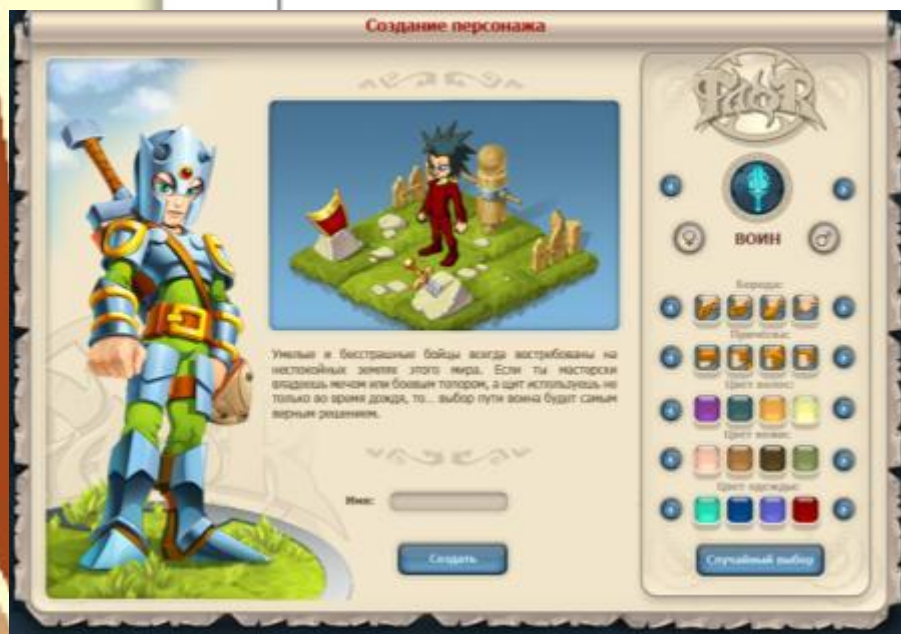 Создание персонажа
ВОИН
Борода:
Прическа:
Цвет волос:
Цвет кожи:
Цвет одежды:
Случайный выбор
Умелые и бесстрашные бойцы всегда востребованы на
неспокойных землях этого мира. Если ты мастерски
владеешь мечом или боевым топором, а щит используешь не
только во время дождя, то... выбор пути воина будет самым
верным решением.
Имя:
Создать